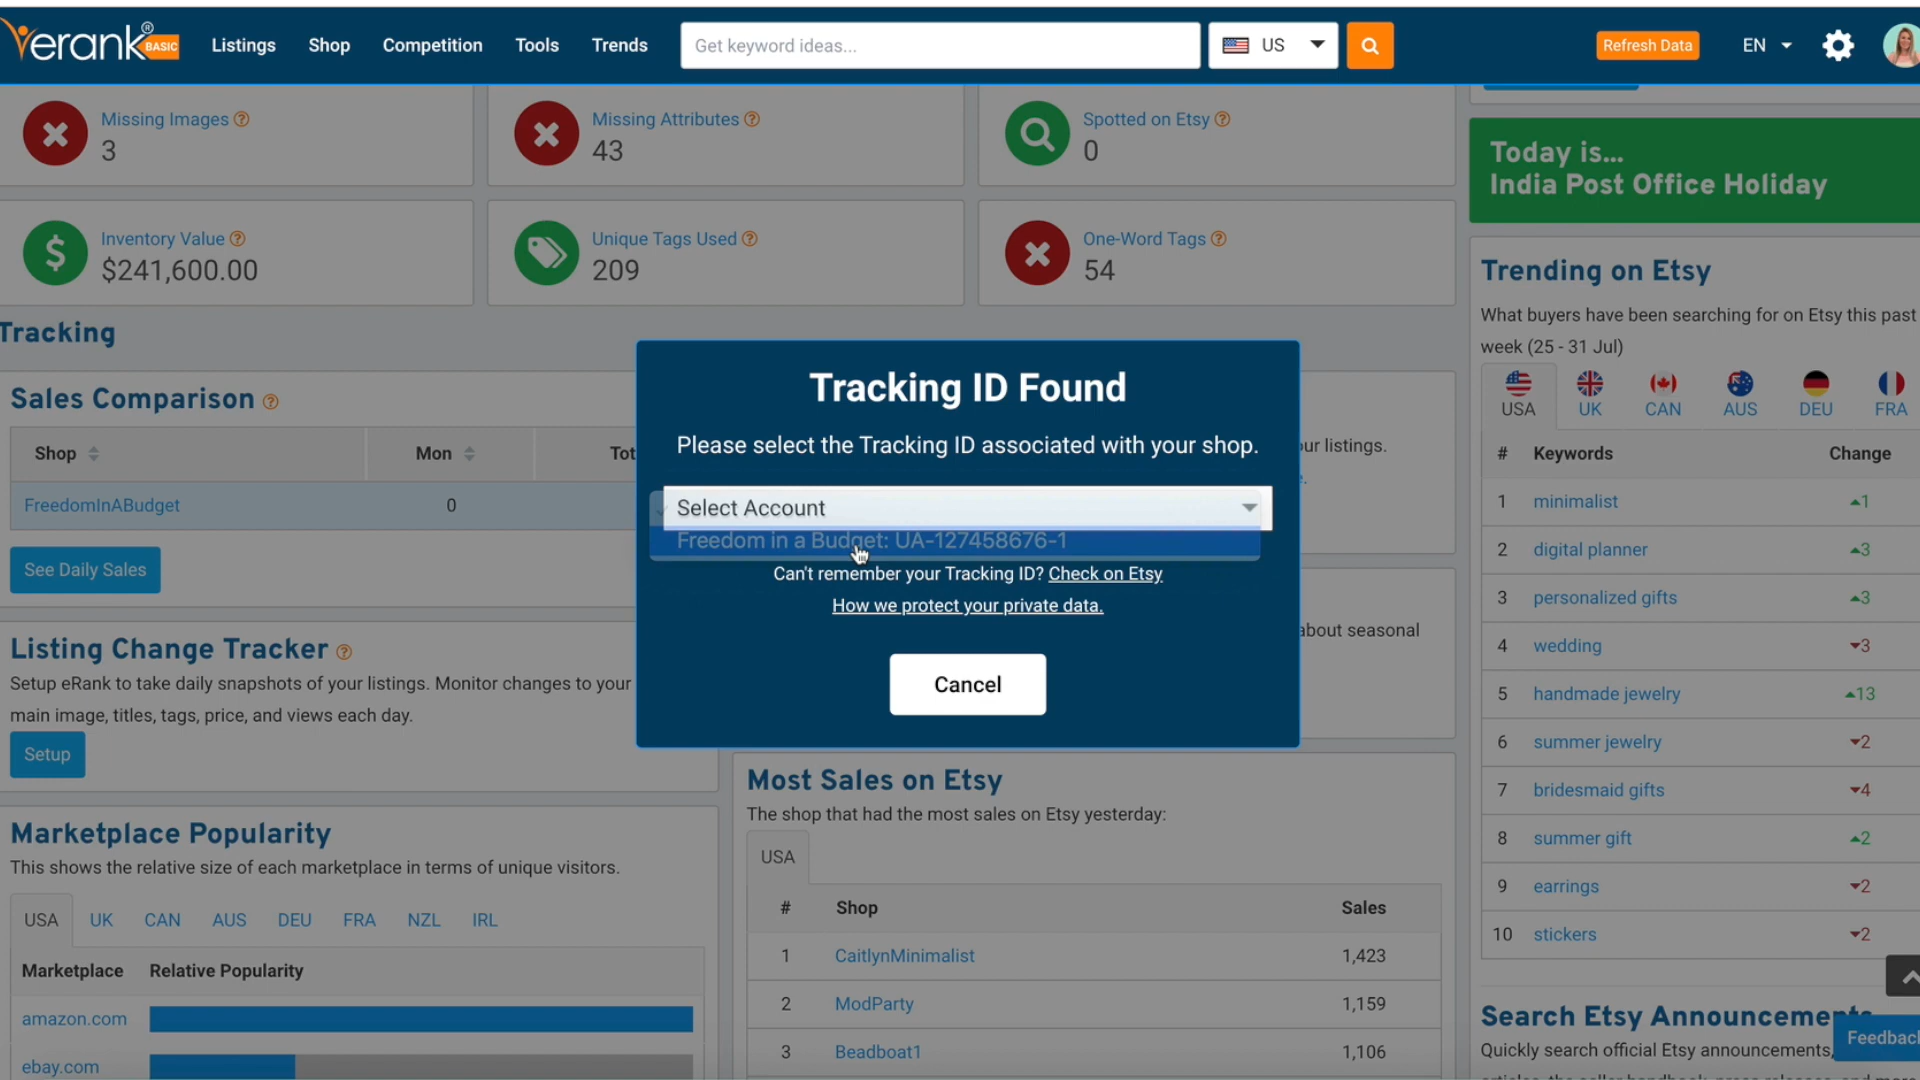 erank® BASIC
Listings Shop Competition Tools Trends Get keyword ideas... US Refresh Data EN
Missing Images
3
Missing Attributes
43
Spotted on Etsy
0
Inventory Value
$241,600.00
Unique Tags Used
209
One-Word Tags
54
Tracking
Sales Comparison
Shop Mon Tot
FreedomInABudget 0
See Daily Sales
Listing Change Tracker
Setup eRank to take daily snapshots of your listings. Monitor changes to your
main image, titles, tags, price, and views each day.
Setup
Marketplace Popularity
This shows the relative size of each marketplace in terms of unique visitors.
USA UK CAN AUS DEU FRA NZL IRL
Marketplace Relative Popularity
amazon.com
ebay.com
Tracking ID Found
Please select the Tracking ID associated with your shop.
Select Account
Freedom in a Budget: UA-127458676-1
Can't remember your Tracking ID? Check on Etsy
How we protect your private data.
Cancel
our listings.
about seasonal
Most Sales on Etsy
The shop that had the most sales on Etsy yesterday:
USA
# Shop Sales
1 CaitlynMinimalist 1,423
2 ModParty 1,159
3 Beadboat1 1,106
Today is...
India Post Office Holiday
Trending on Etsy
What buyers have been searching for on Etsy this past
week (25 - 31 Jul)
USA UK CAN AUS DEU FRA
# Keywords Change
1 minimalist 1
2 digital planner 3
3 personalized gifts 3
4 wedding 3
5 handmade jewelry 13
6 summer jewelry 2
7 bridesmaid gifts 4
8 summer gift 2
9 earrings 2
10 stickers 2
Search Etsy Announcements
Quickly search official Etsy announcements,
Feedback